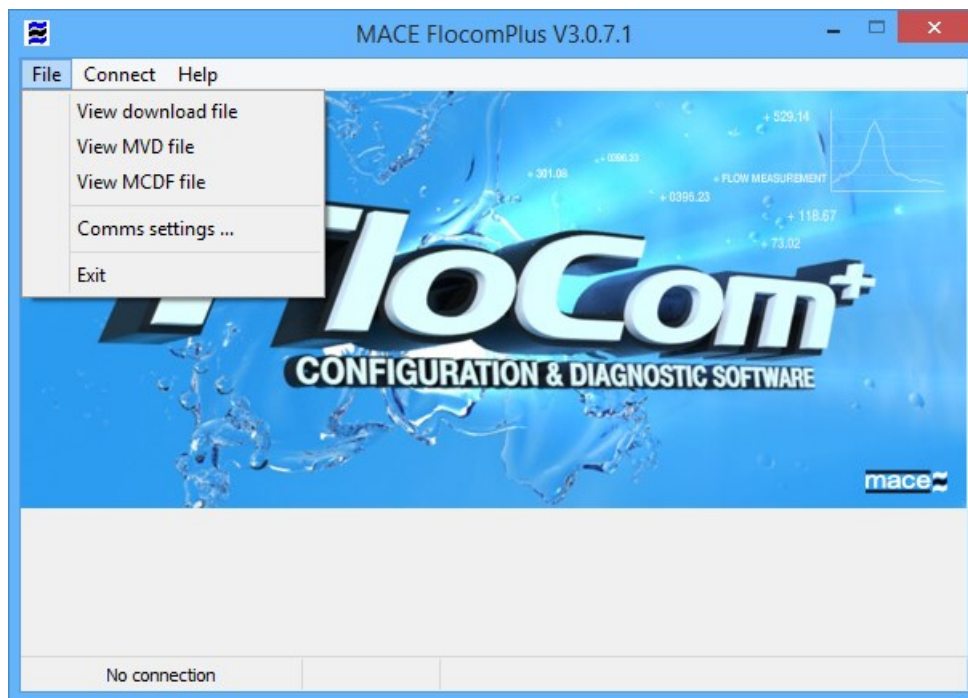 MACE FlocomPlus V3.0.7.1
File Connect Help
View download file
View MVD file
View MCDF file
Comms settings ...
Exit
+ 529.14
+ 0396.23
+ 301.08
+ FLOW MEASUREMENT
+ 0395.23
+ 118.67
+ 73.02
FloCom+
CONFIGURATION & DIAGNOSTIC SOFTWARE
mace
No connection